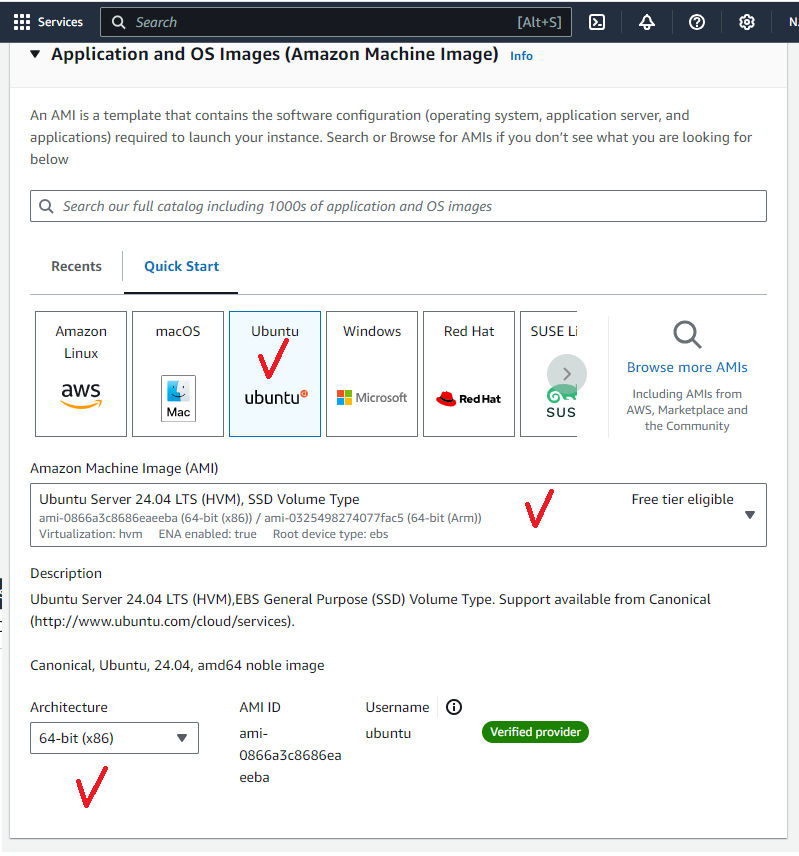 Services
Search
[Alt+S]
N.
Application and OS Images (Amazon Machine Image) Info
An AMI is a template that contains the software configuration (operating system, application server, and
applications) required to launch your instance. Search or Browse for AMIs if you don't see what you are looking for
below
Search our full catalog including 1000s of application and OS images
Recents
Quick Start
Amazon
Linux
aws
macOS
Mac
Ubuntu
ubuntu
Windows
Microsoft
Red Hat
Red Hat
SUSE Li
SUS
Browse more AMIs
Including AMIs from
AWS, Marketplace and
the Community
Amazon Machine Image (AMI)
Ubuntu Server 24.04 LTS (HVM), SSD Volume Type
Free tier eligible
ami-0866a3c8686eaeeba (64-bit (x86)) / ami-0325498274077fac5 (64-bit (Arm))
Virtualization: hvm ENA enabled: true Root device type: ebs
Description
Ubuntu Server 24.04 LTS (HVM),EBS General Purpose (SSD) Volume Type. Support available from Canonical
(http://www.ubuntu.com/cloud/services).
Canonical, Ubuntu, 24.04, amd64 noble image
Architecture
64-bit (x86)
AMI ID
ami-
0866a3c8686ea
eeba
Username
ubuntu
Verified provider